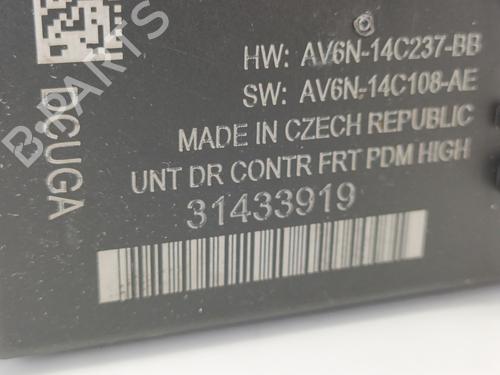 HW: AV6N-14C237-BB
SW: AV6N-14C108-AE
MADE IN CZECH REPUBLIC
UNT DR CONTR FRT PDM HIGH
31433919
DCUGA
B-PARTS